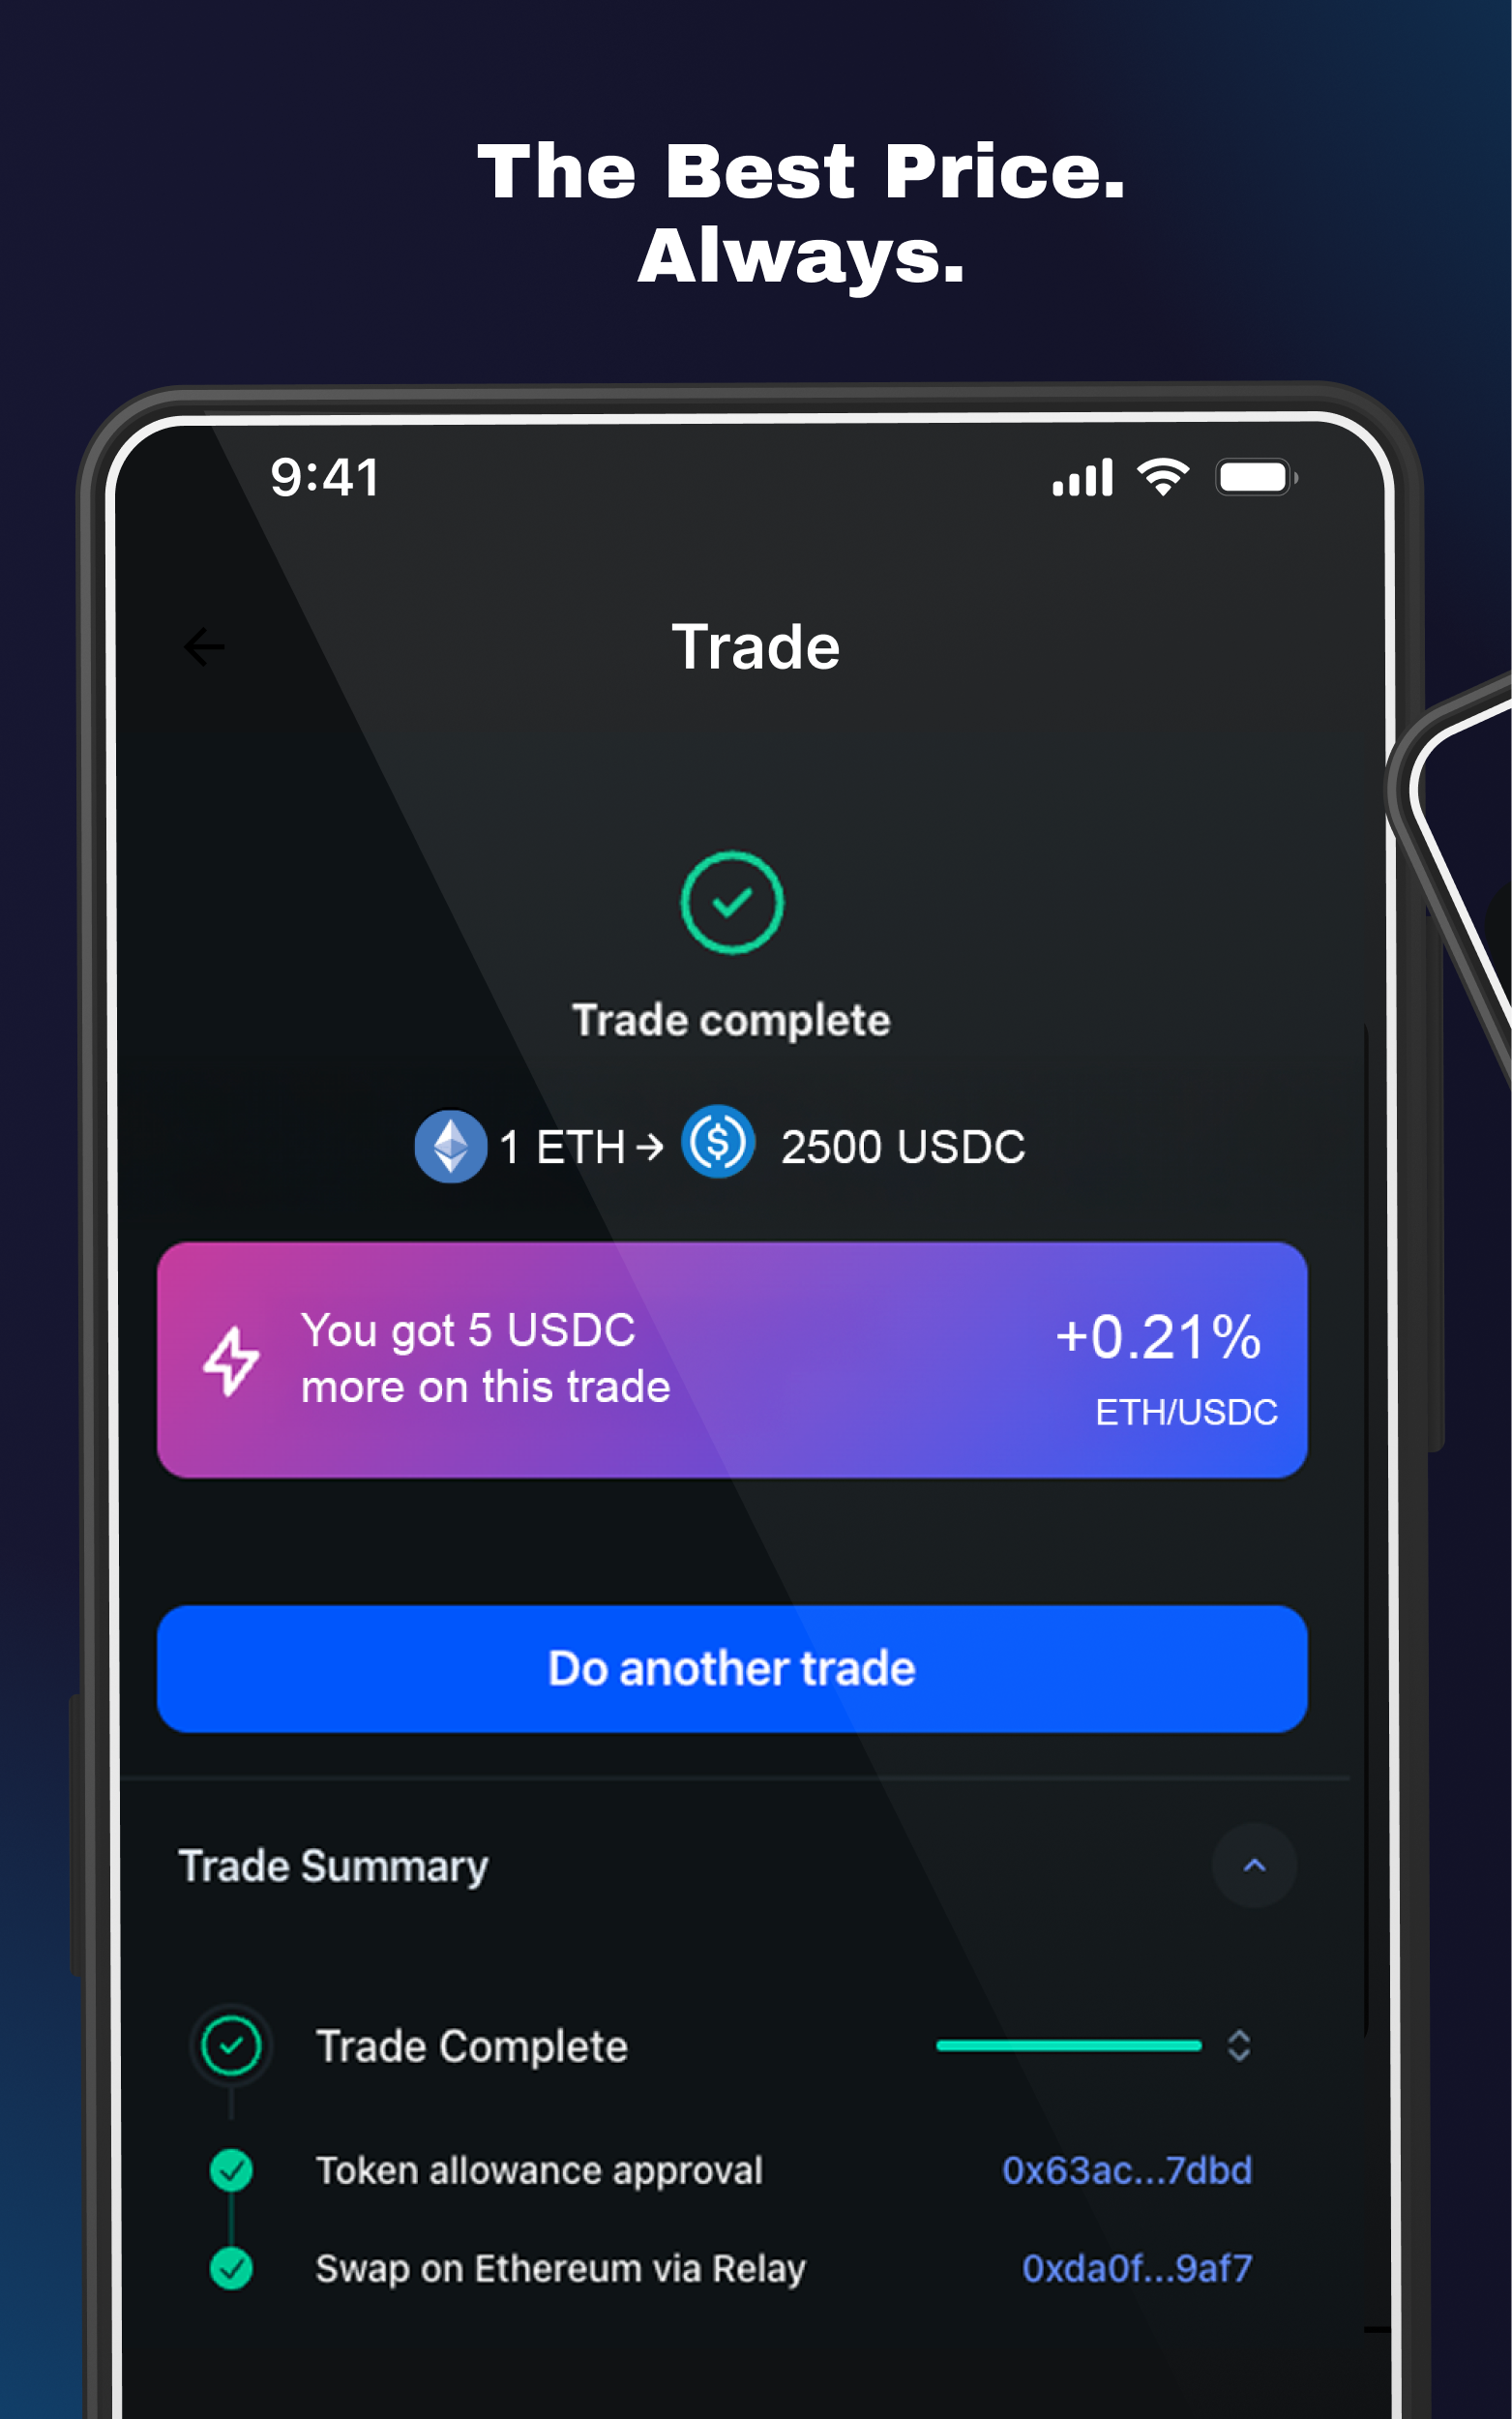 The Best Price.
Always.
9:41
Trade
Trade complete
1 ETH → 2500 USDC
You got 5 USDC
more on this trade
+0.21%
ETH/USDC
Do another trade
Trade Summary
Trade Complete
Token allowance approval 0x63ac...7dbd
Swap on Ethereum via Relay 0xda0f...9af7